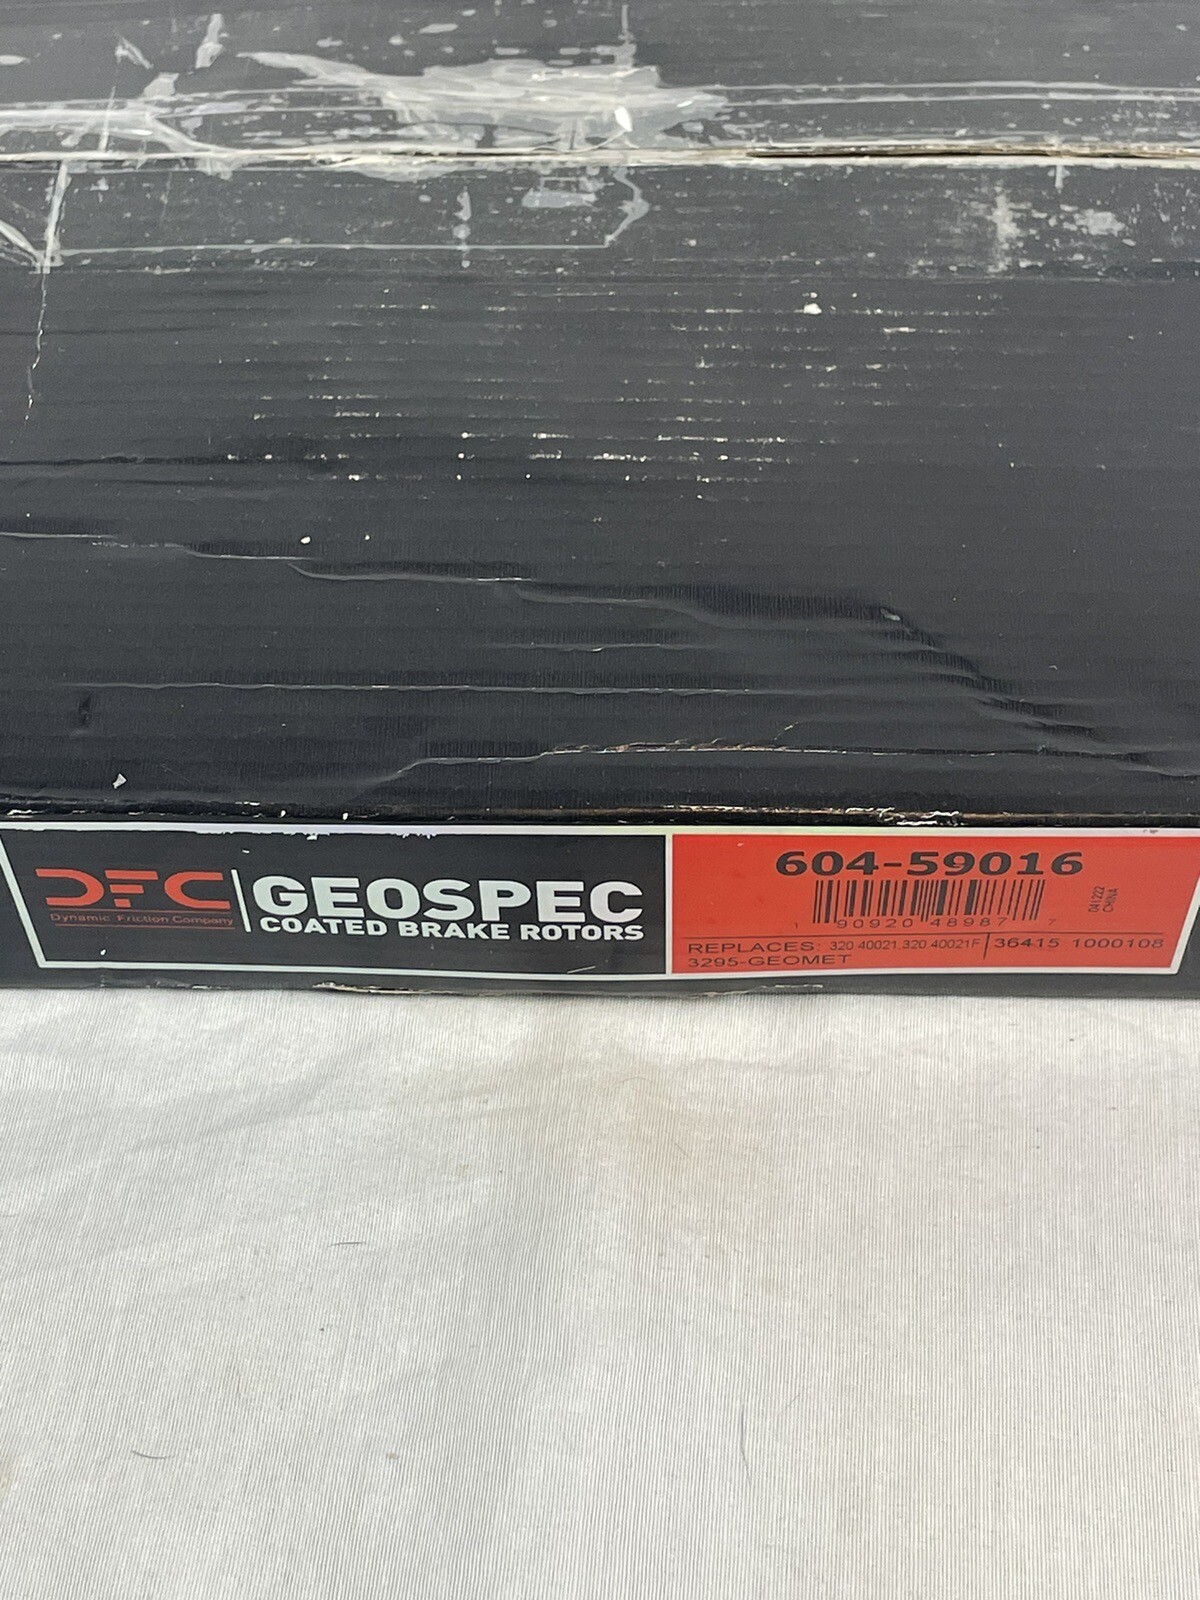 DFC
Dynamic Friction Company
GEOSPEC
COATED BRAKE ROTORS
604-59016
1 90920 48987 7
041222
CHINA
REPLACES: 320.40021,320.40021F 36415 1000108
3295-GEOMET